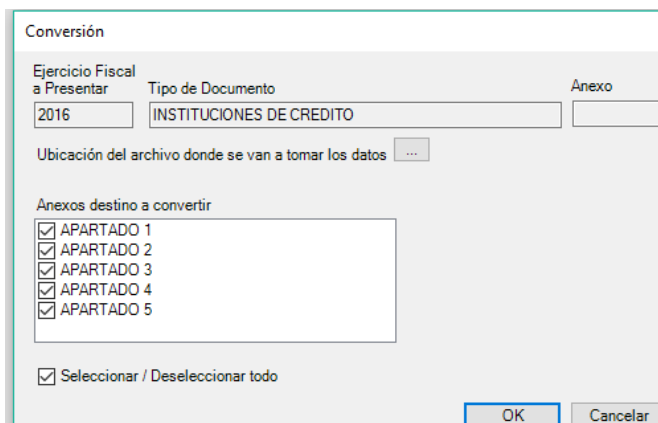 Conversión
Ejercicio Fiscal
a Presentar
Tipo de Documento
Anexo
2016
INSTITUCIONES DE CREDITO
Ubicación del archivo donde se van a tomar los datos
...
Anexos destino a convertir
APARTADO 1
APARTADO 2
APARTADO 3
APARTADO 4
APARTADO 5
Seleccionar / Deseleccionar todo
OK
Cancelar